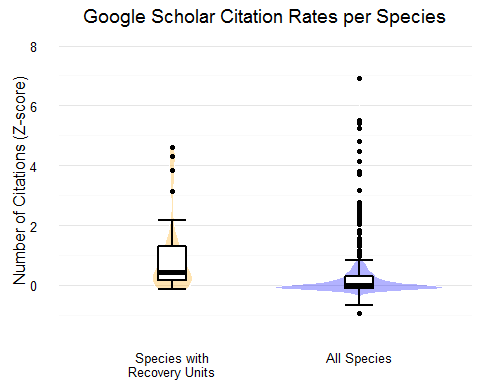 Google Scholar Citation Rates per Species
Number of Citations (Z-score)
8
6
4
2
0
Species with
Recovery Units
All Species